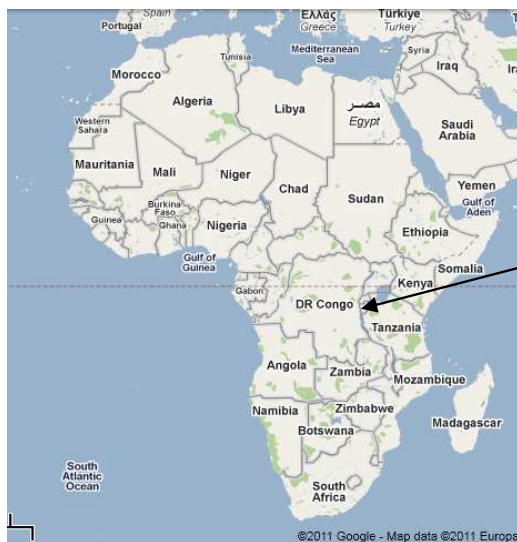 Spain
Portugal
Ελλάς
Greece
Türkiye
Turkey
Mediterranean
Sea
Syria
Iraq
Tunisia
Morocco
Algeria
Libya
مصر
Egypt
Western
Sahara
Saudi
Arabia
Mauritania
Mali
Niger
Chad
Sudan
Yemen
Gulf of
Aden
Burkina
Faso
Guinea
Ghana
Nigeria
Ethiopia
Gulf of
Guinea
Somalia
Gabon
DR Congo
Kenya
Tanzania
Angola
Zambia
Mozambique
Namibia
Zimbabwe
Botswana
Madagascar
South
Atlantic
Ocean
South
Africa
©2011 Google - Map data ©2011 Europa